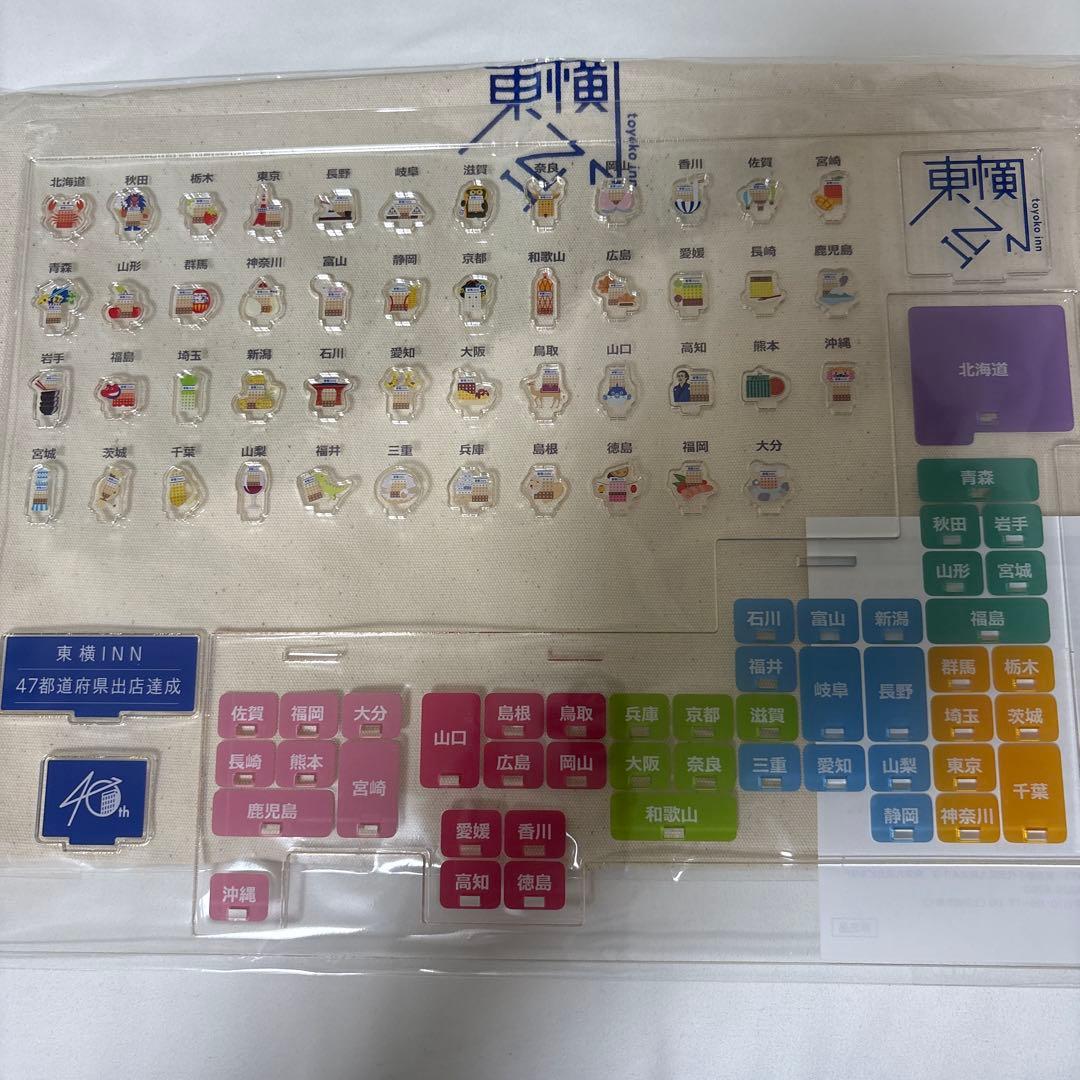 東横INN
toyoko inn
北海道 秋田 栃木 東京 長野 岐阜 滋賀 奈良 岡山 香川 佐賀 宮崎
東横INN
toyoko inn
青森 山形 群馬 神奈川 富山 静岡 京都 和歌山 広島 愛媛 長崎 鹿児島
岩手 福島 埼玉 新潟 石川 愛知 大阪 鳥取 山口 高知 熊本 沖縄
宮城 茨城 千葉 山梨 福井 三重 兵庫 島根 徳島 福岡 大分
北海道
青森
秋田 岩手
山形 宮城
石川 富山 新潟 福島
福井 岐阜 長野 群馬 栃木
東横INN
47都道府県出店達成
佐賀 福岡 大分 山口 島根 鳥取 兵庫 京都 滋賀 埼玉 茨城
長崎 熊本 宮崎 広島 岡山 大阪 奈良 三重 愛知 山梨 東京 千葉
鹿児島 和歌山 静岡 神奈川
40th
愛媛 香川
高知 徳島
沖縄